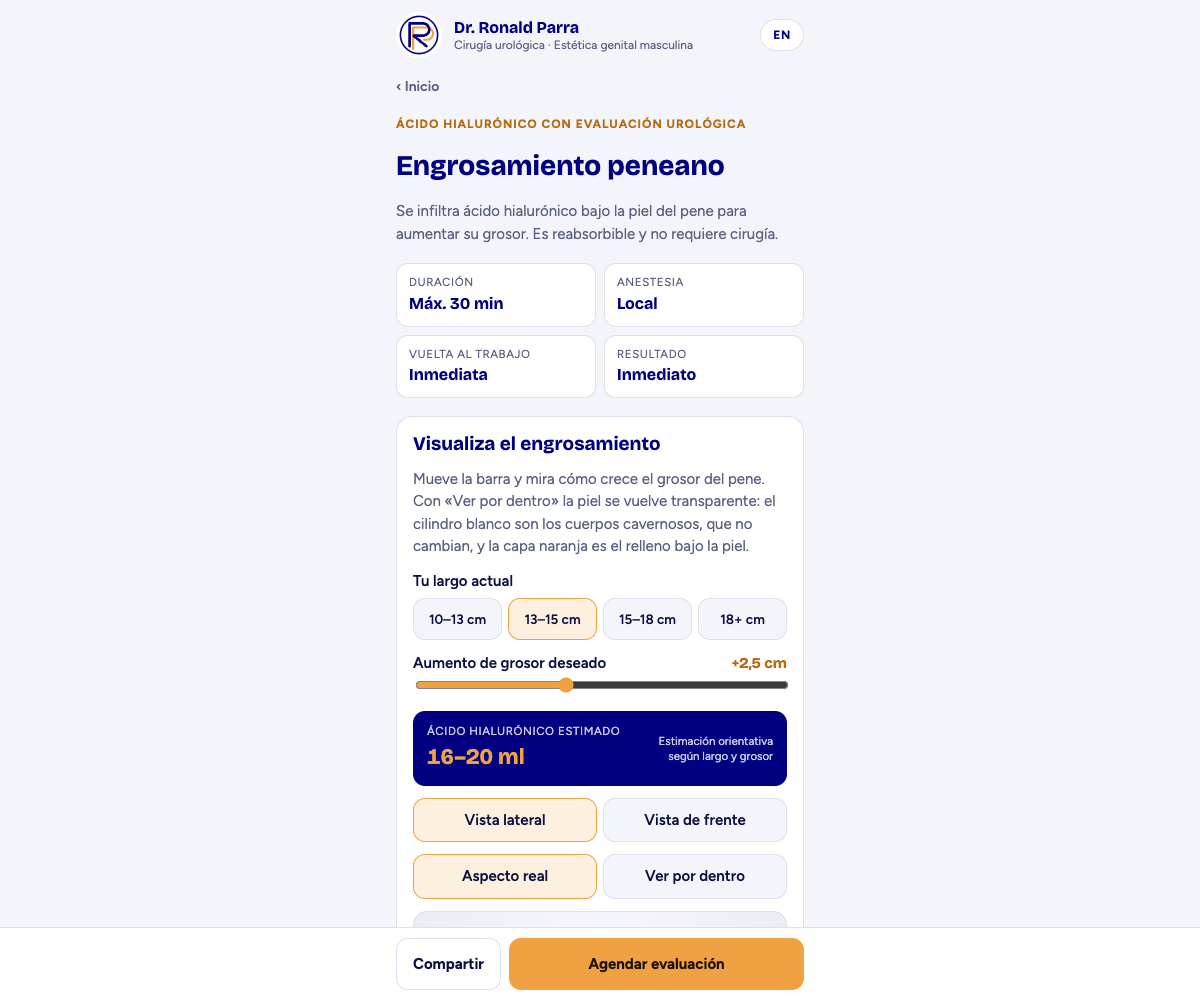 Dr. Ronald Parra
Cirugía urológica · Estética genital masculina
EN
‹ Inicio
ÁCIDO HIALURÓNICO CON EVALUACIÓN UROLÓGICA
Engrosamiento peneano
Se infiltra ácido hialurónico bajo la piel del pene para
aumentar su grosor. Es reabsorbible y no requiere cirugía.
DURACIÓN
Máx. 30 min
ANESTESIA
Local
VUELTA AL TRABAJO
Inmediata
RESULTADO
Inmediato
Visualiza el engrosamiento
Mueve la barra y mira cómo crece el grosor del pene.
Con «Ver por dentro» la piel se vuelve transparente: el
cilindro blanco son los cuerpos cavernosos, que no
cambian, y la capa naranja es el relleno bajo la piel.
Tu largo actual
10–13 cm
13–15 cm
15–18 cm
18+ cm
Aumento de grosor deseado
+2,5 cm
ÁCIDO HIALURÓNICO ESTIMADO
16–20 ml
Estimación orientativa
según largo y grosor
Vista lateral
Vista de frente
Aspecto real
Ver por dentro
Compartir
Agendar evaluación